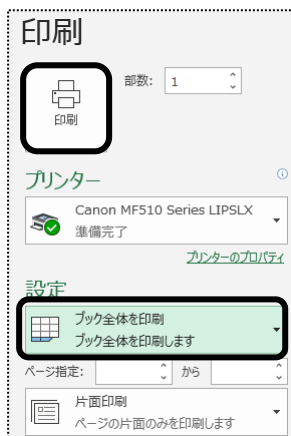 印刷
部数: 1
印刷
プリンター
Canon MF510 Series LIPSLX
準備完了
プリンターのプロパティ
設定
ブック全体を印刷
ブック全体を印刷します
ページ指定: から
片面印刷
ページの片面のみを印刷します